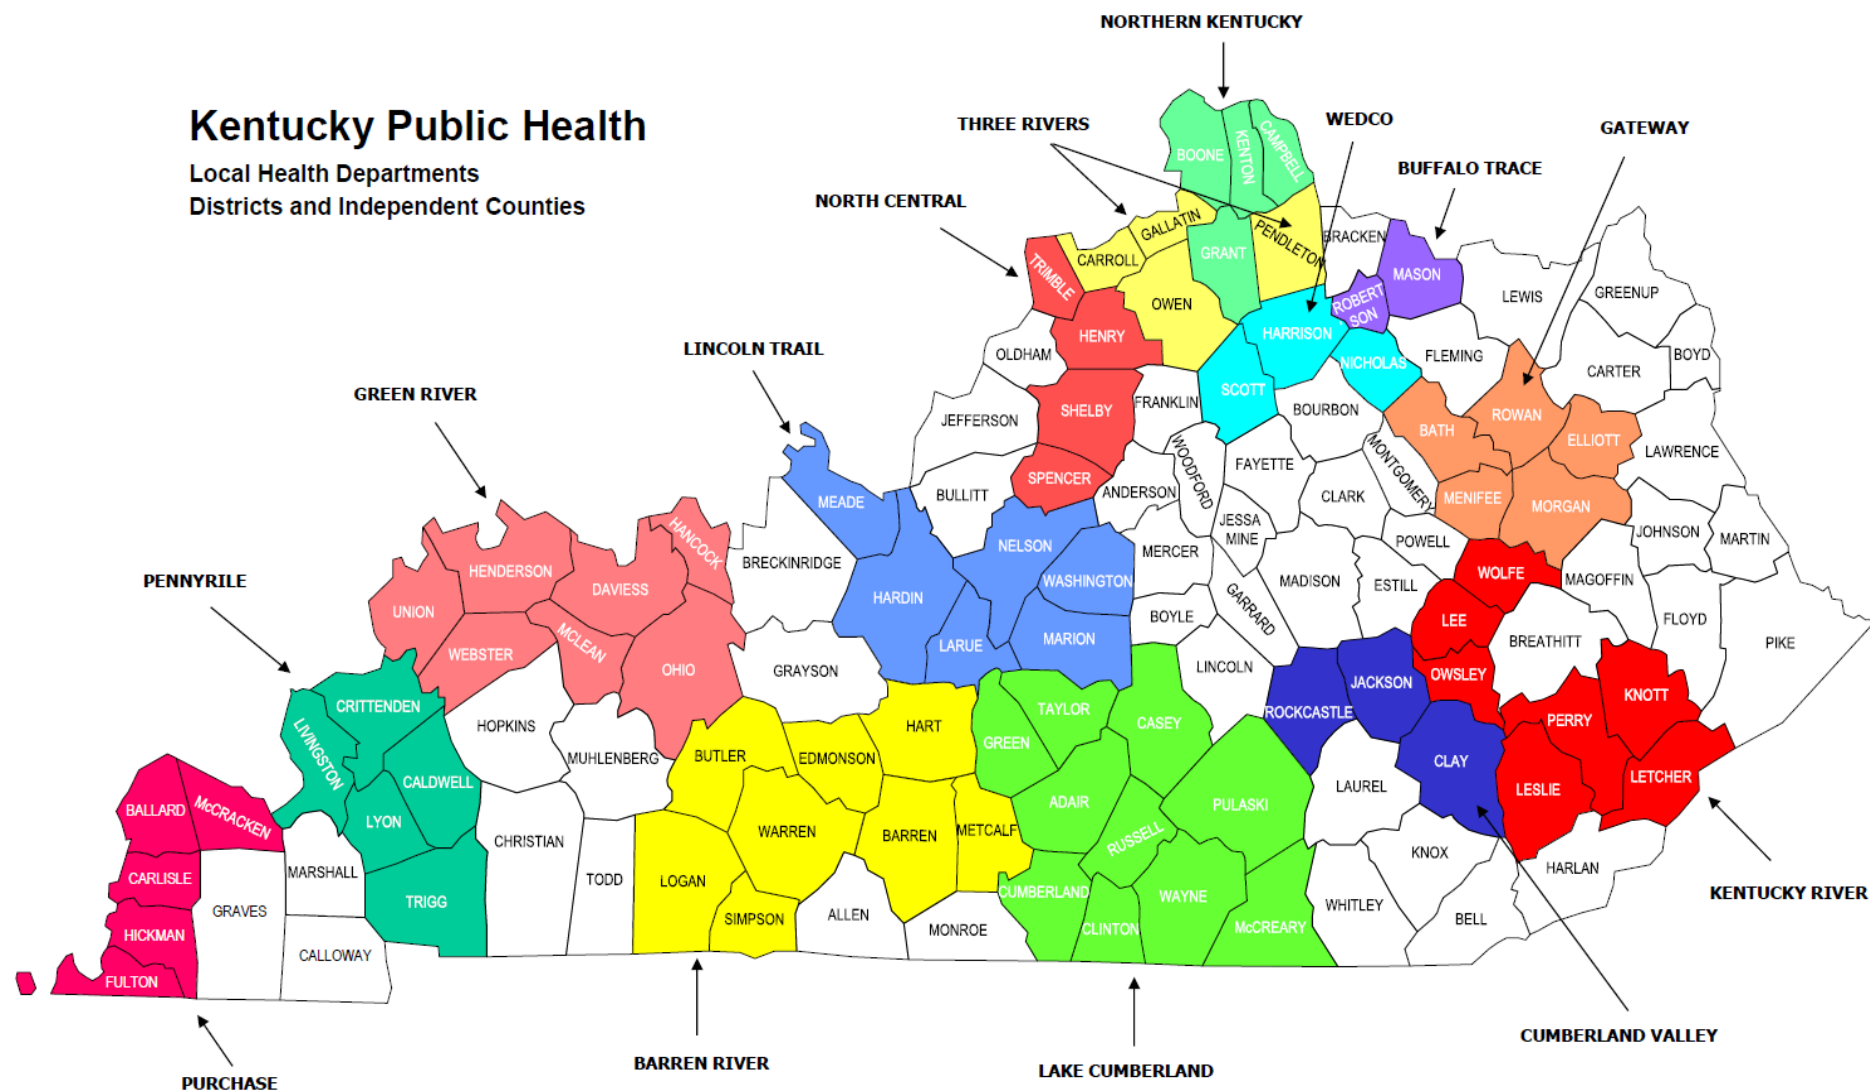 NORTHERN KENTUCKY
Kentucky Public Health
Local Health Departments
Districts and Independent Counties
THREE RIVERS
WEDCO
GATEWAY
BUFFALO TRACE
NORTH CENTRAL
LINCOLN TRAIL
GREEN RIVER
PENNYRILE
BOONE
KENTON
CAMPBELL
GALLATIN
PENDLETON
BRACKEN
CARROLL
GRANT
TRIMBLE
MASON
LEWIS
GREENUP
OWEN
ROBERT
SON
HENRY
HARRISON
OLDHAM
FLEMING
BOYD
NICHOLAS
CARTER
SCOTT
SHELBY
FRANKLIN
BOURBON
ROWAN
JEFFERSON
BATH
ELLIOTT
LAWRENCE
WOODFORD
FAYETTE
MONTGOMERY
SPENCER
ANDERSON
BULLITT
CLARK
MENIFEE
MORGAN
MEADE
JESSA
MINE
JOHNSON
MARTIN
HANCOCK
NELSON
MERCER
POWELL
BRECKINRIDGE
HENDERSON
WASHINGTON
MADISON
ESTILL
WOLFE
MAGOFFIN
DAVIESS
HARDIN
UNION
GARRARD
BOYLE
LEE
FLOYD
MCLEAN
LARUE
MARION
BREATHITT
PIKE
WEBSTER
OHIO
GRAYSON
LINCOLN
OWSLEY
JACKSON
KNOTT
CRITTENDEN
TAYLOR
ROCKCASTLE
PERRY
HOPKINS
HART
CASEY
LIVINGSTON
GREEN
MUHLENBERG
BUTLER
EDMONSON
CLAY
LETCHER
CALDWELL
LAUREL
LESLIE
BALLARD
McCRACKEN
LYON
ADAIR
PULASKI
WARREN
BARREN
METCALF
CHRISTIAN
RUSSELL
KNOX
MARSHALL
HARLAN
CARLISLE
TODD
LOGAN
CUMBERLAND
WAYNE
TRIGG
WHITLEY
GRAVES
SIMPSON
ALLEN
BELL
HICKMAN
MONROE
CLINTON
McCREARY
CALLOWAY
FULTON
KENTUCKY RIVER
CUMBERLAND VALLEY
BARREN RIVER
LAKE CUMBERLAND
PURCHASE